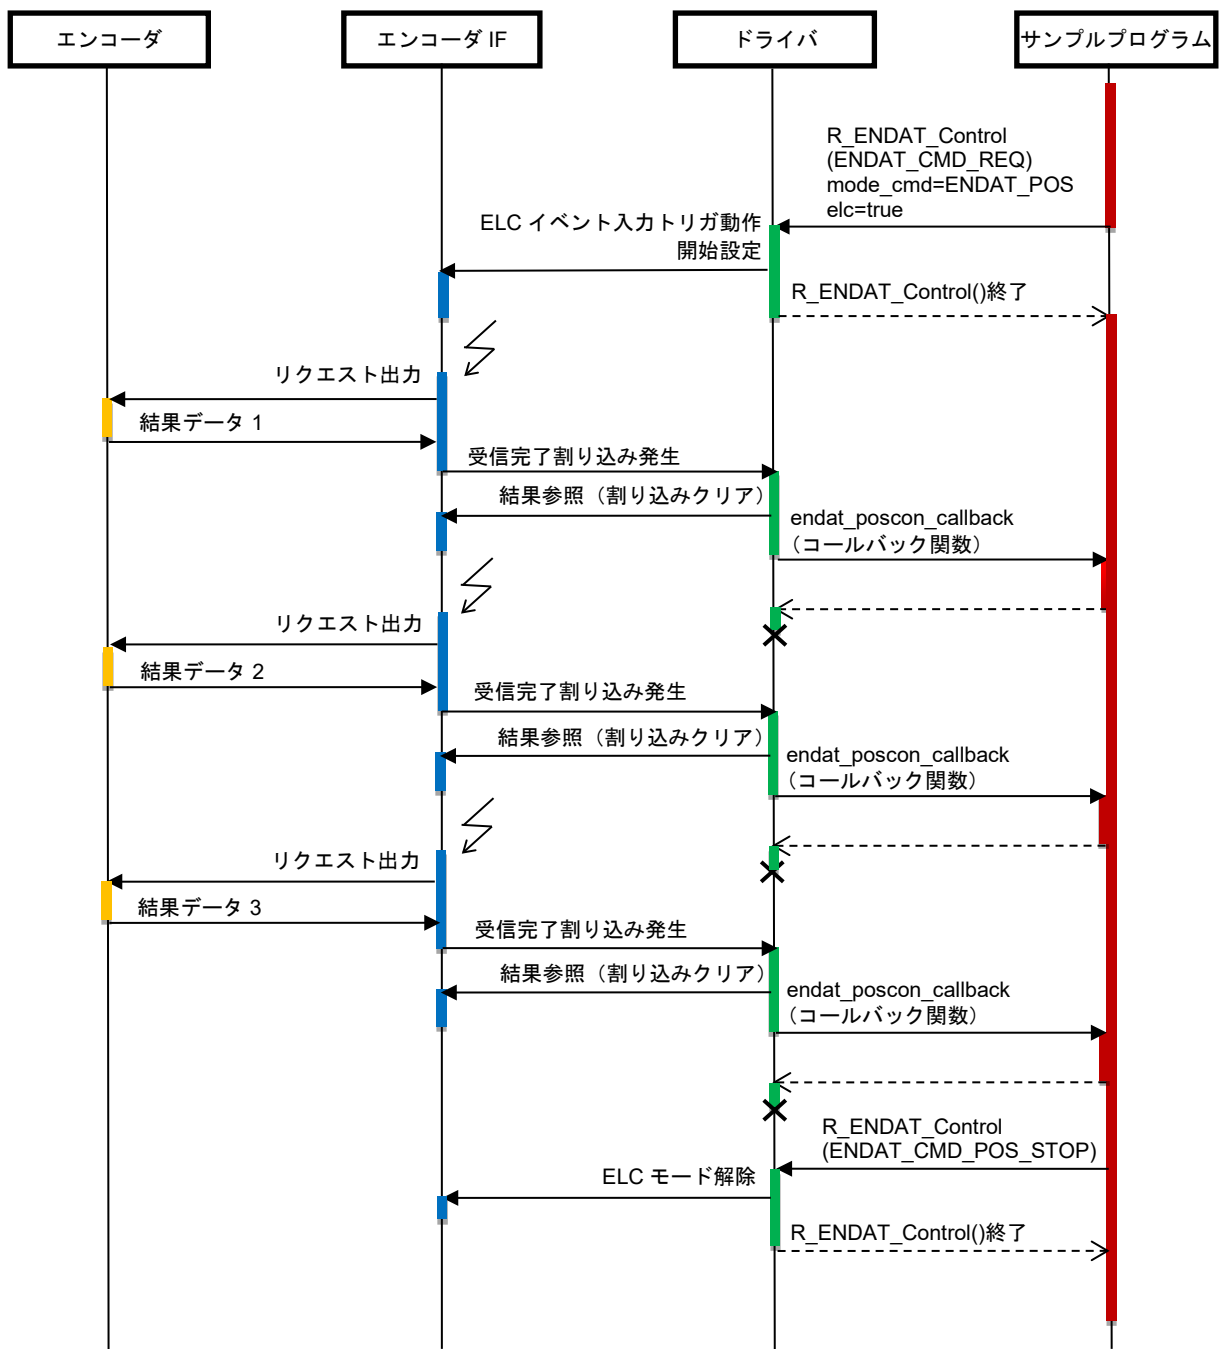 エンコーダ
エンコーダ IF
ドライバ
サンプルプログラム
R_ENDAT_Control
(ENDAT_CMD_REQ)
mode_cmd=ENDAT_POS
elc=true
ELC イベント入力トリガ動作
開始設定
R_ENDAT_Control()終了
リクエスト出力
結果データ 1
受信完了割り込み発生
結果参照（割り込みクリア）
endat_poscon_callback
（コールバック関数）
リクエスト出力
結果データ 2
受信完了割り込み発生
結果参照（割り込みクリア）
endat_poscon_callback
（コールバック関数）
リクエスト出力
結果データ 3
受信完了割り込み発生
結果参照（割り込みクリア）
endat_poscon_callback
（コールバック関数）
R_ENDAT_Control
(ENDAT_CMD_POS_STOP)
ELC モード解除
R_ENDAT_Control()終了